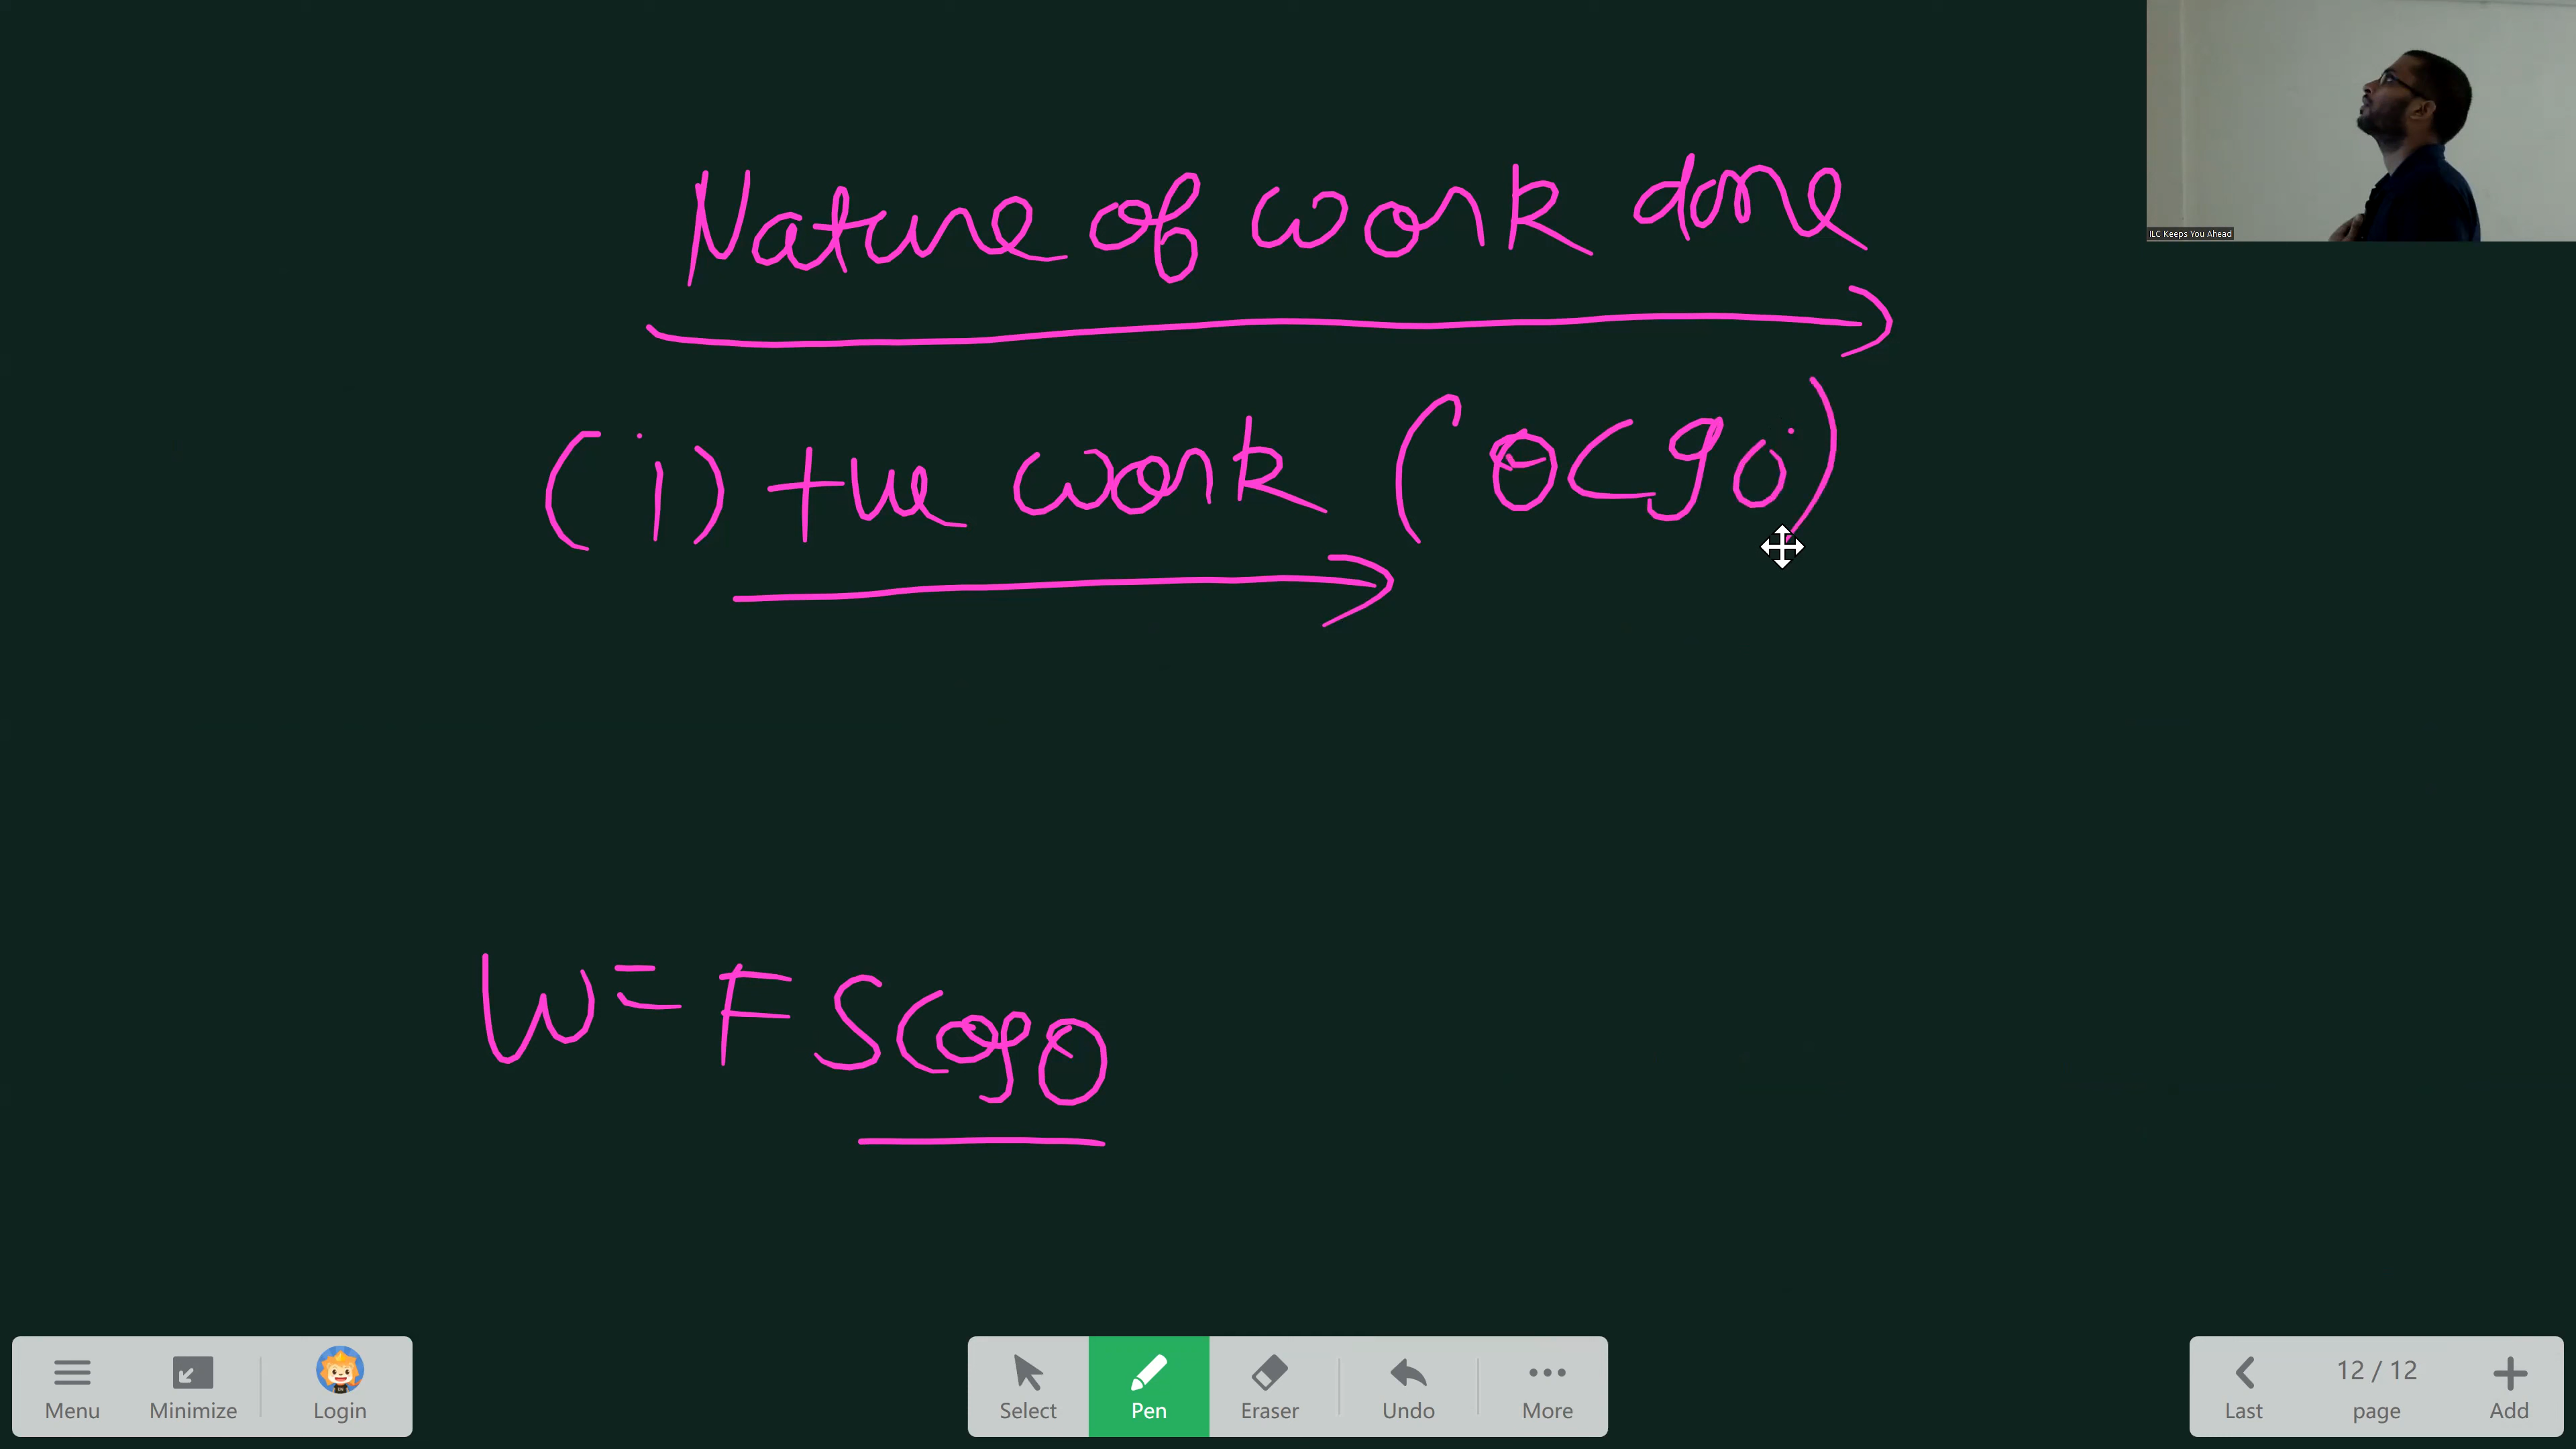 ILC Keeps You Ahead
Nature of work done
(i) +ve work (θ<90°)
W = F S Cos θ
Menu Minimize Login Select Pen Eraser Undo More Last 12 / 12 page Add